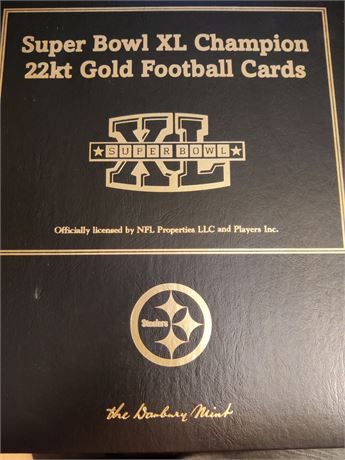 Super Bowl XL Champion
22kt Gold Football Cards
XL
SUPER BOWL
Officially licensed by NFL Properties LLC and Players Inc.
Steelers
The Danbury Mint